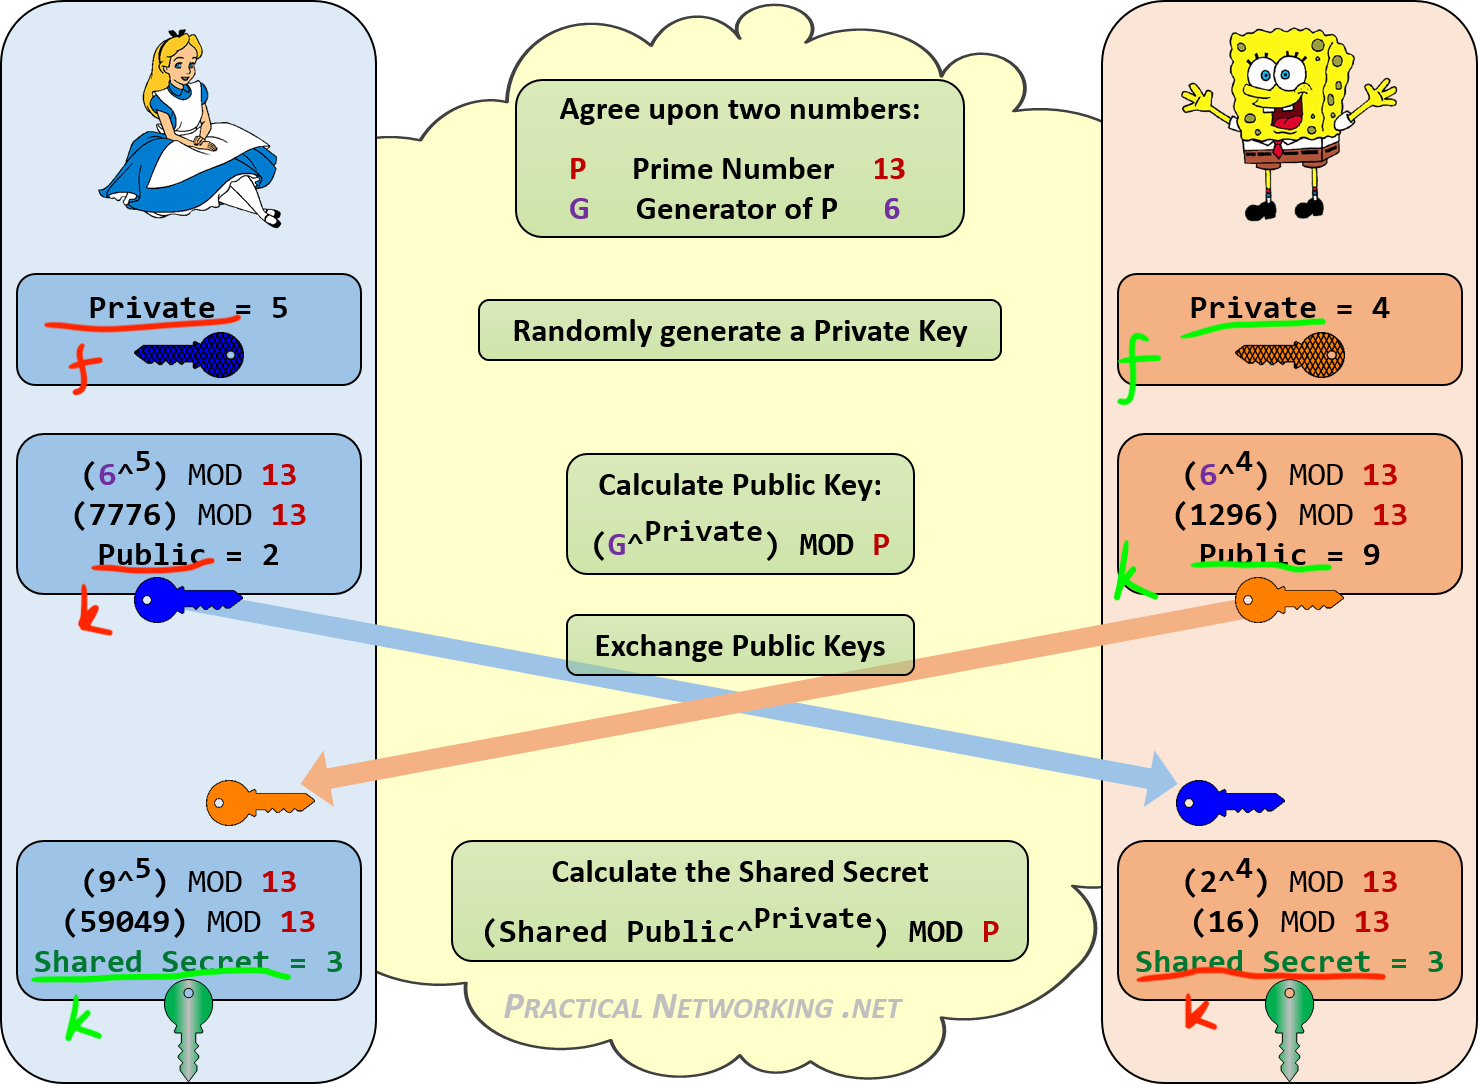 Agree upon two numbers:
P Prime Number 13
G Generator of P 6
Private = 5
f
Randomly generate a Private Key
Private = 4
f
(6^5) MOD 13
(7776) MOD 13
Public = 2
k
Calculate Public Key:
(G^Private) MOD P
(6^4) MOD 13
(1296) MOD 13
Public = 9
k
Exchange Public Keys
(9^5) MOD 13
(59049) MOD 13
Shared Secret = 3
k
Calculate the Shared Secret
(Shared Public^Private) MOD P
(2^4) MOD 13
(16) MOD 13
Shared Secret = 3
k
PRACTICAL NETWORKING .NET